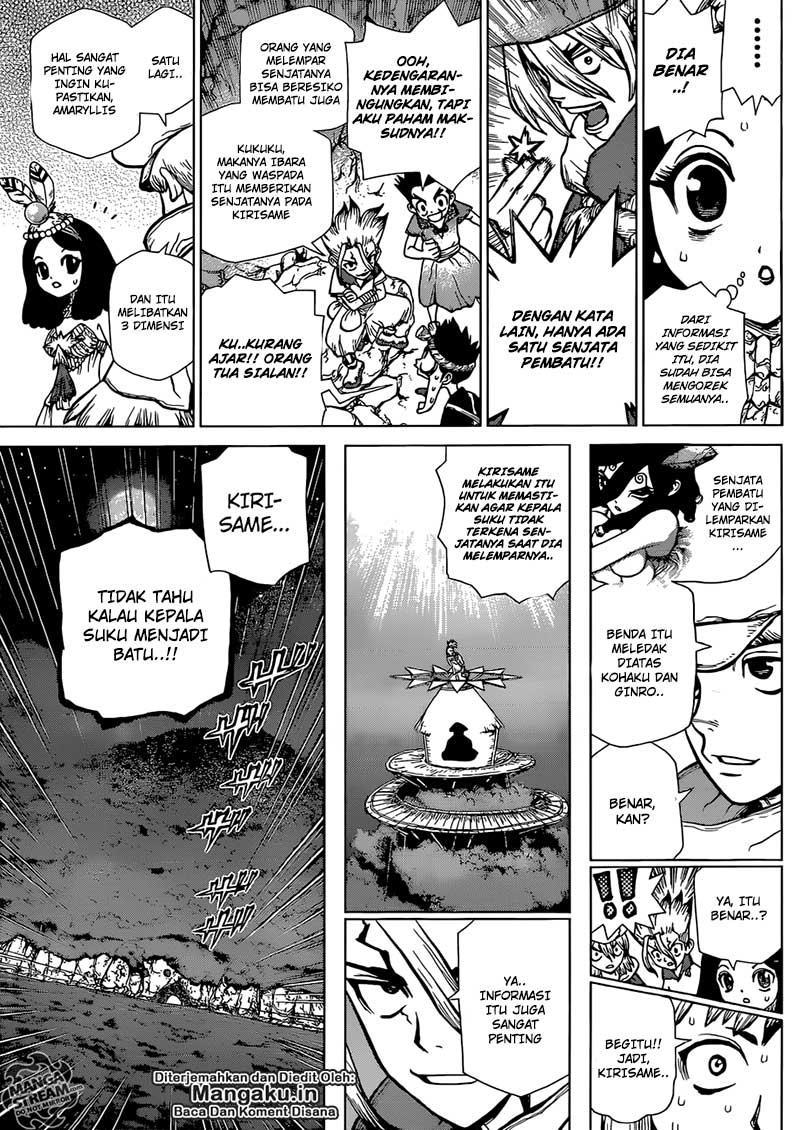 ......
DIA
BENAR
..!
DARI
INFORMASI
YANG SEDIKIT
ITU, DIA
SUDAH BISA
MENGOREK
SEMUANYA..
DENGAN KATA
LAIN, HANYA ADA
SATU SENJATA
PEMBATU!!
OOH,
KEDENGARAN-
NYA MEMBI-
NGUNGKAN, TAPI
AKU PAHAM MAK-
SUDNYA!!
ORANG YANG
MELEMPAR
SENJATANYA
BISA BERESIKO
MEMBATU JUGA
KUKUKU,
MAKANYA IBARA
YANG WASPADA
ITU MEMBERIKAN
SENJATANYA PADA
KIRISAME
KU..KURANG
AJAR!! ORANG
TUA SIALAN!!
SATU
LAGI..
HAL SANGAT
PENTING YANG
INGIN KU-
PASTIKAN,
AMARYLLIS
DAN ITU
MELIBATKAN
3 DIMENSI
SENJATA
PEMBATU
YANG DI-
LEMPARKAN
KIRISAME
...
BENDA ITU
MELEDAK
DIATAS
KOHAKU DAN
GINRO..
BENAR,
KAN?
!!
YA, ITU
BENAR..?
BEGITU!!
JADI,
KIRISAME..
KIRISAME
MELAKUKAN ITU
UNTUK MEMASTI-
KAN AGAR KEPALA
SUKU TIDAK
TERKENA SEN-
JATANYA SAAT DIA
MELEMPARNYA..
YA..
INFORMASI
ITU JUGA
SANGAT
PENTING
KIRI-
SAME...
TIDAK TAHU
KALAU KEPALA
SUKU MENJADI
BATU..!!
MANGA
STREAM.COM
DO NOT MIRROR
Diterjemahkan dan Diedit Oleh:
Mangaku.in
Baca Dan Koment Disana